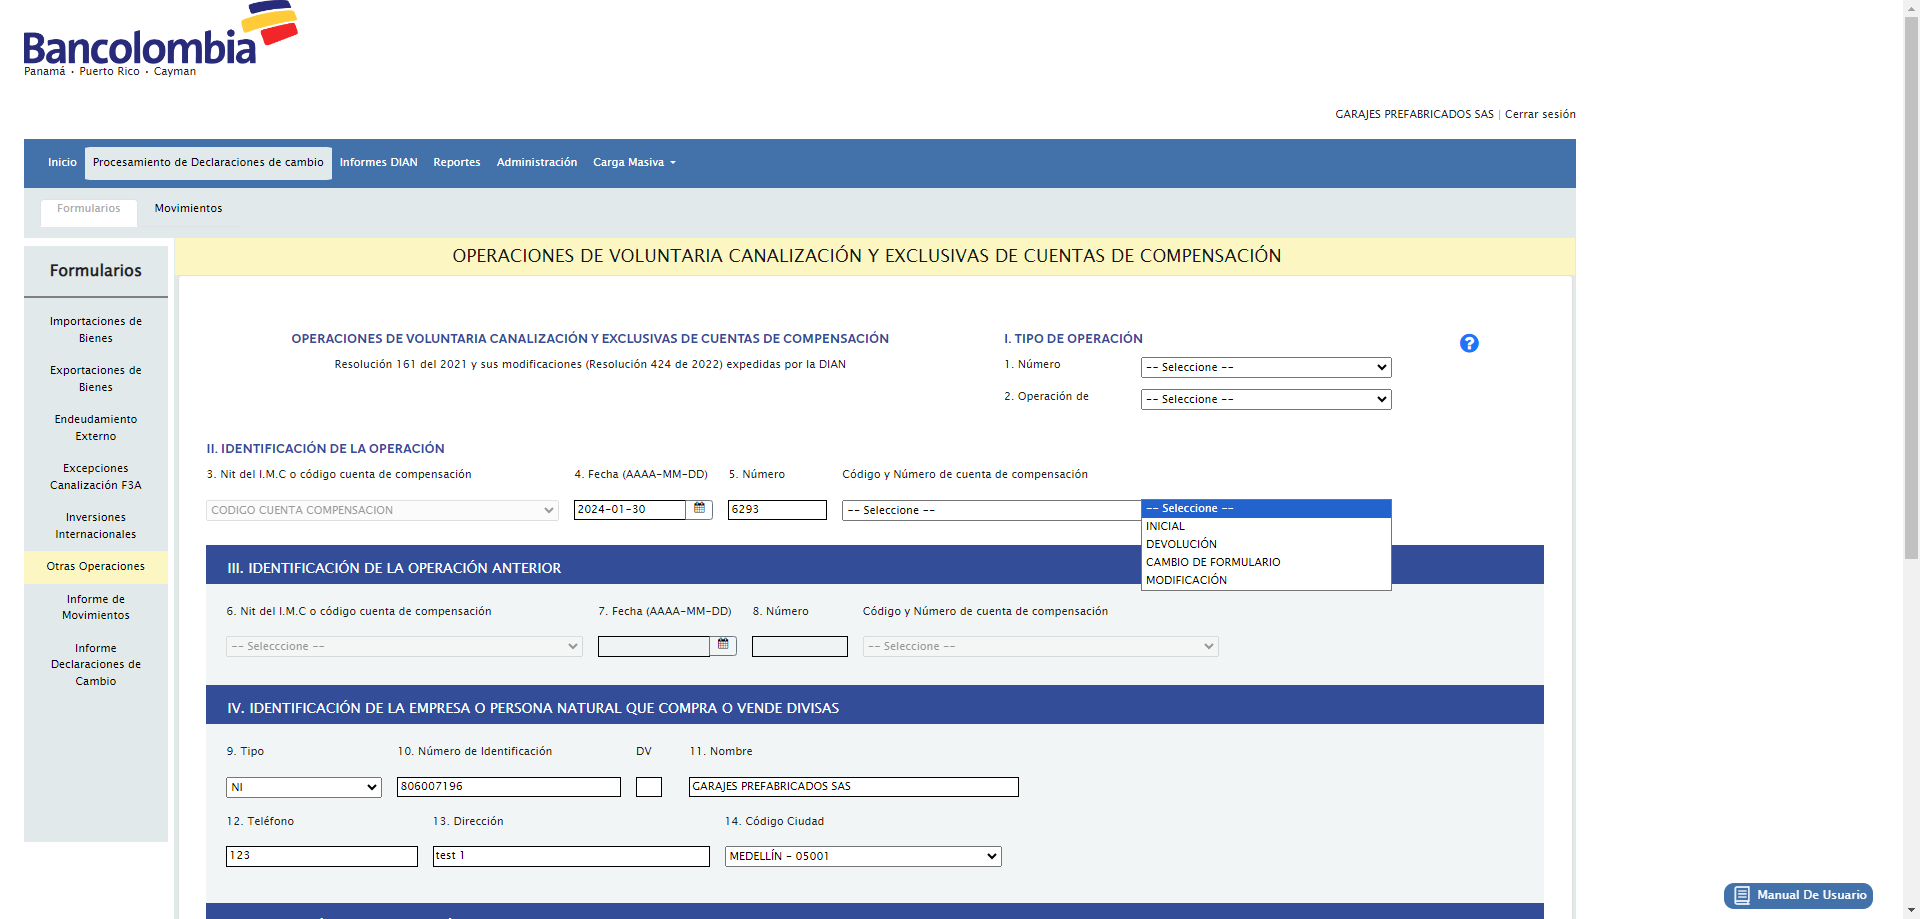 Bancolombia
Panamá • Puerto Rico • Cayman
GARAJES PREFABRICADOS SAS | Cerrar sesión
Inicio
Procesamiento de Declaraciones de cambio
Informes DIAN
Reportes
Administración
Carga Masiva
Formularios
Movimientos
Formularios
Importaciones de
Bienes
Exportaciones de
Bienes
Endeudamiento
Externo
Excepciones
Canalización F3A
Inversiones
Internacionales
Otras Operaciones
Informe de
Movimientos
Informe
Declaraciones de
Cambio
OPERACIONES DE VOLUNTARIA CANALIZACIÓN Y EXCLUSIVAS DE CUENTAS DE COMPENSACIÓN
OPERACIONES DE VOLUNTARIA CANALIZACIÓN Y EXCLUSIVAS DE CUENTAS DE COMPENSACIÓN
Resolución 161 del 2021 y sus modificaciones (Resolución 424 de 2022) expedidas por la DIAN
I. TIPO DE OPERACIÓN
?
1. Número
-- Seleccione --
2. Operación de
-- Seleccione --
II. IDENTIFICACIÓN DE LA OPERACIÓN
3. Nit del I.M.C o código cuenta de compensación
4. Fecha (AAAA-MM-DD)
5. Número
Código y Número de cuenta de compensación
CODIGO CUENTA COMPENSACION
2024-01-30
6293
-- Seleccione --
-- Seleccione --
INICIAL
DEVOLUCIÓN
CAMBIO DE FORMULARIO
MODIFICACIÓN
III. IDENTIFICACIÓN DE LA OPERACIÓN ANTERIOR
6. Nit del I.M.C o código cuenta de compensación
7. Fecha (AAAA-MM-DD)
8. Número
Código y Número de cuenta de compensación
-- Selecccione --
-- Seleccione --
IV. IDENTIFICACIÓN DE LA EMPRESA O PERSONA NATURAL QUE COMPRA O VENDE DIVISAS
9. Tipo
10. Número de Identificación
DV
11. Nombre
NI
806007196
GARAJES PREFABRICADOS SAS
12. Teléfono
13. Dirección
14. Código Ciudad
123
test 1
MEDELLÍN - 05001
Manual De Usuario